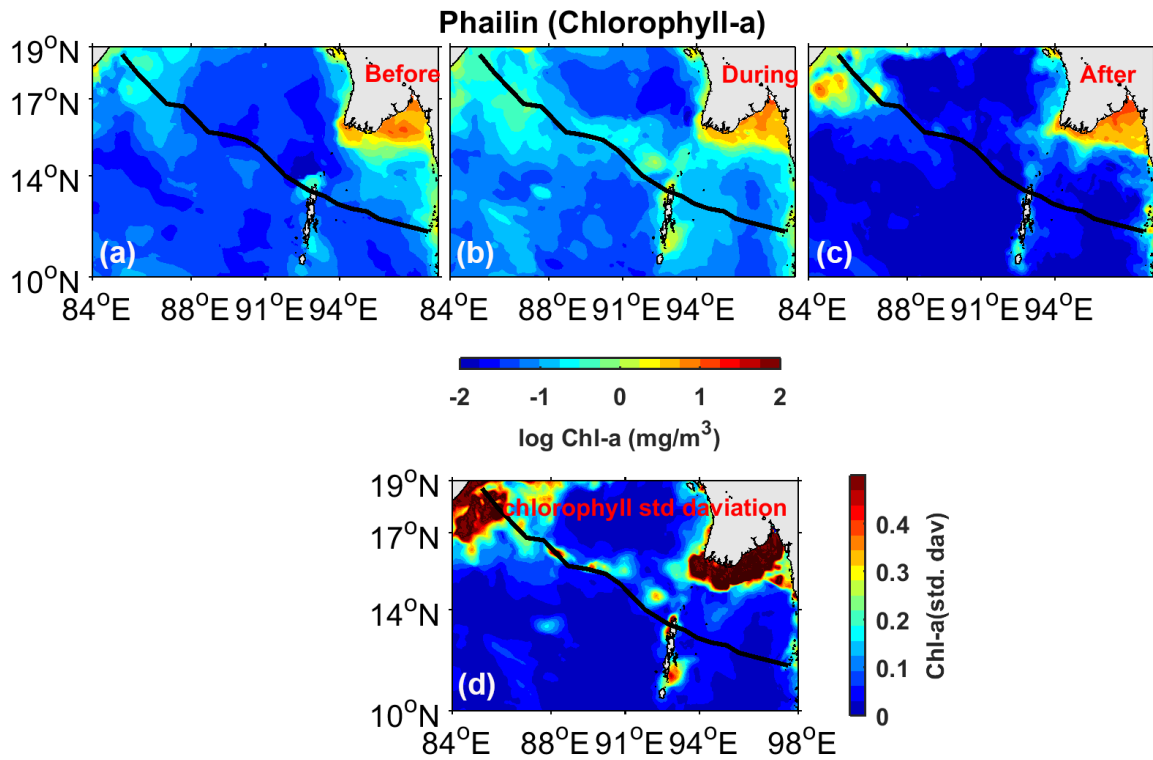 Phailin (Chlorophyll-a)
19°N
17°N
14°N
10°N
Before
During
After
(a)
(b)
(c)
84°E 88°E 91°E 94°E 84°E 88°E 91°E 94°E 84°E 88°E 91°E 94°E
-2 -1 0 1 2
log Chl-a (mg/m³)
19°N
17°N
14°N
10°N
chlorophyll std daviation
(d)
84°E 88°E 91°E 94°E 98°E
0.4
0.3
0.2
0.1
0
Chl-a(std. dav)